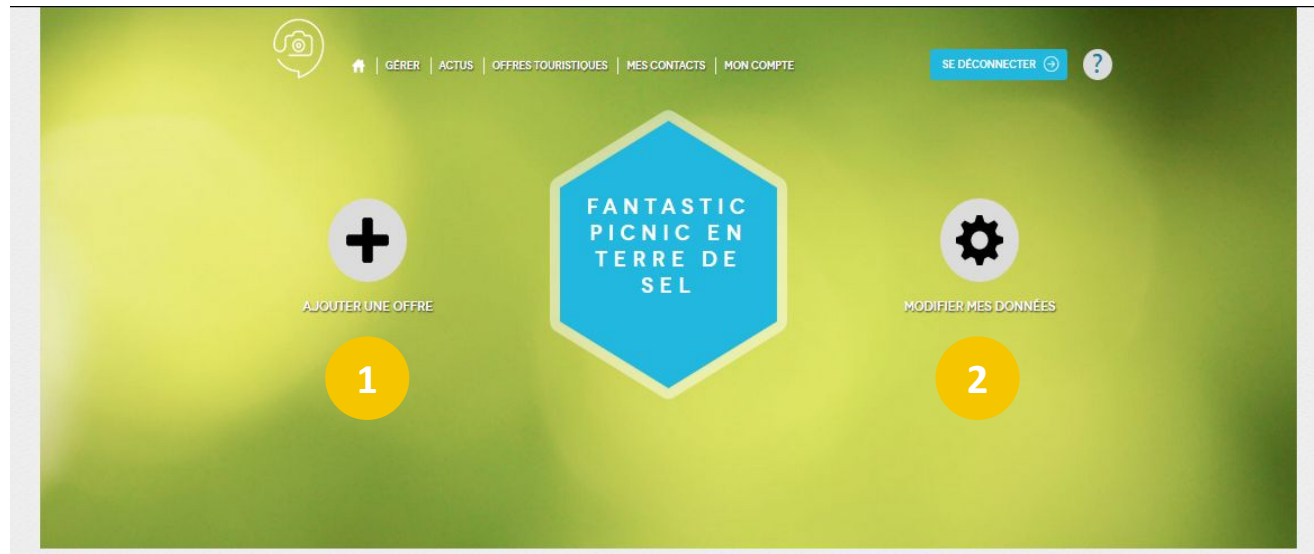 GÉRER | ACTUS | OFFRES TOURISTIQUES | MES CONTACTS | MON COMPTE
SE DÉCONNECTER
?
FANTASTIC
PICNIC EN
TERRE DE
SEL
AJOUTER UNE OFFRE
MODIFIER MES DONNÉES
1
2